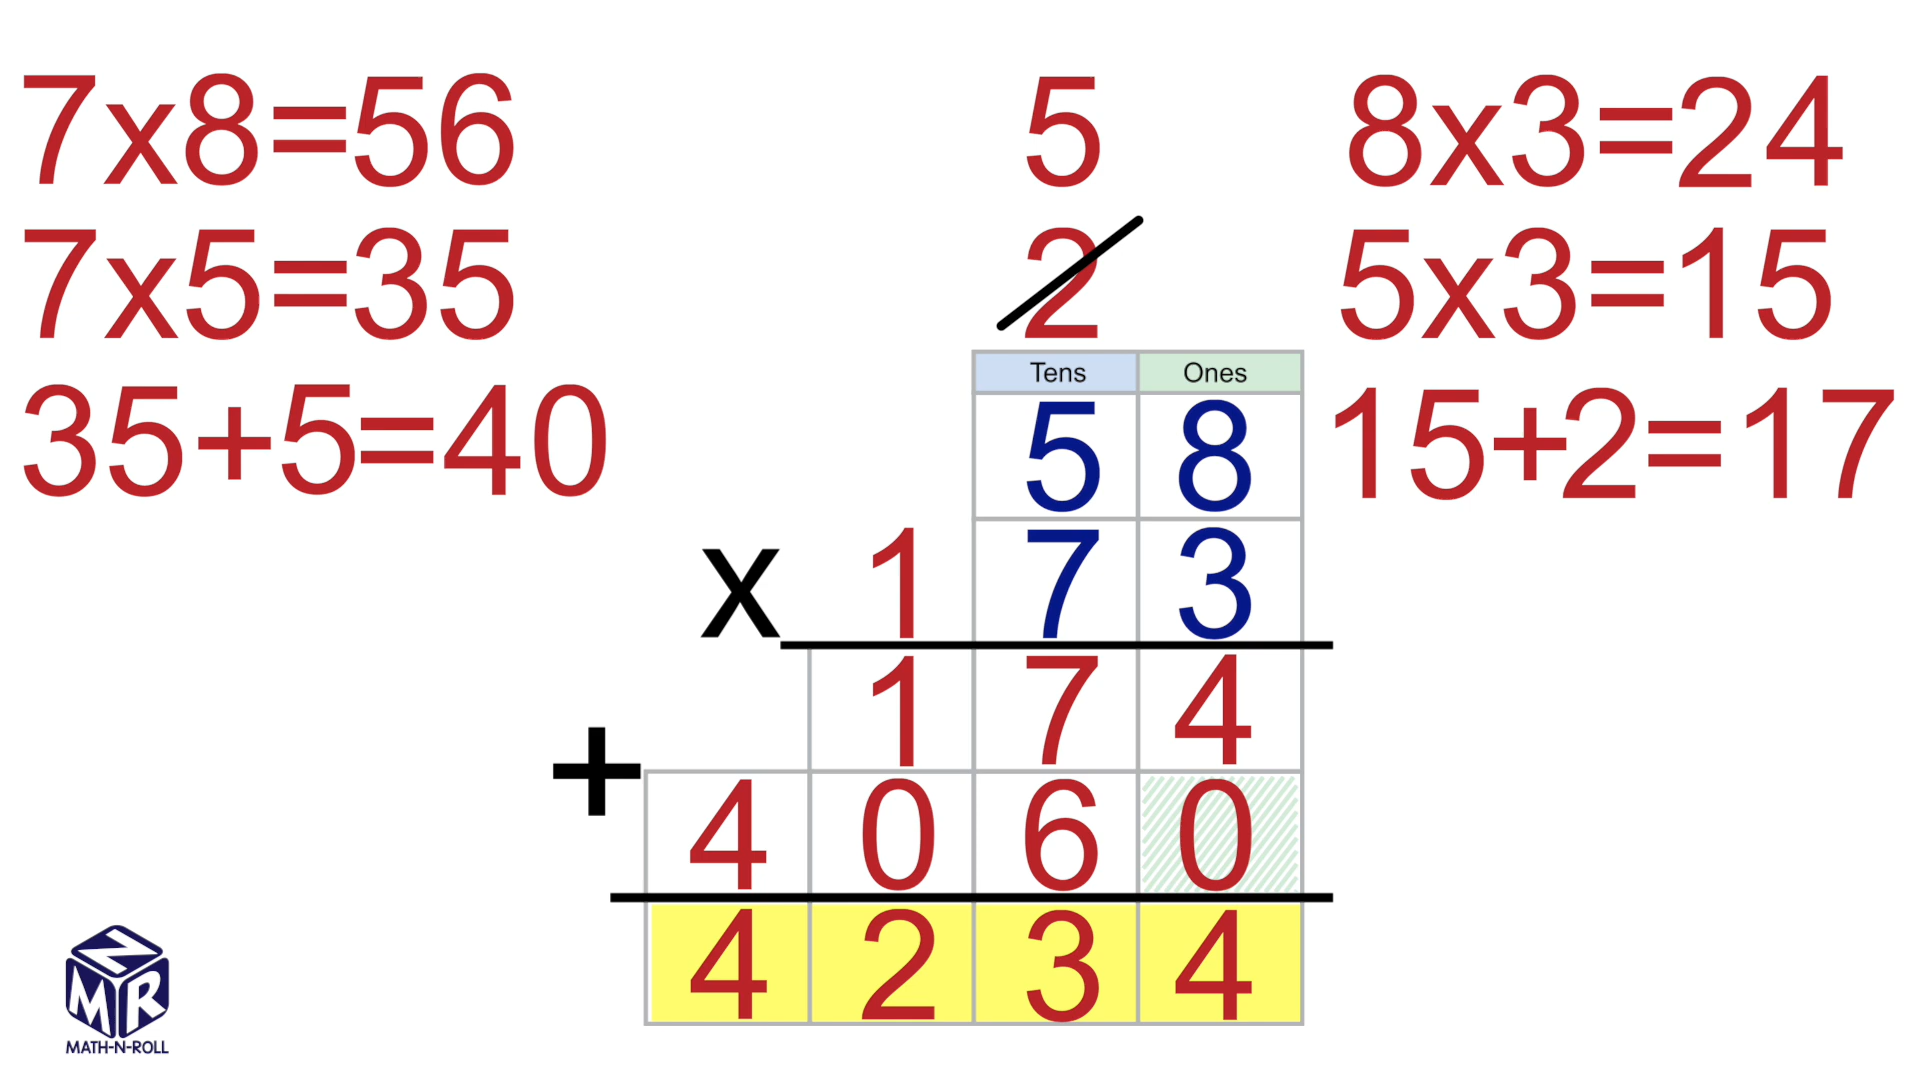 7x8=56
7x5=35
35+5=40
5
2
8x3=24
5x3=15
15+2=17
Tens Ones
5 8
x 1 7 3
1 7 4
+
4 0 6 0
4 2 3 4
MNR
MATH-N-ROLL